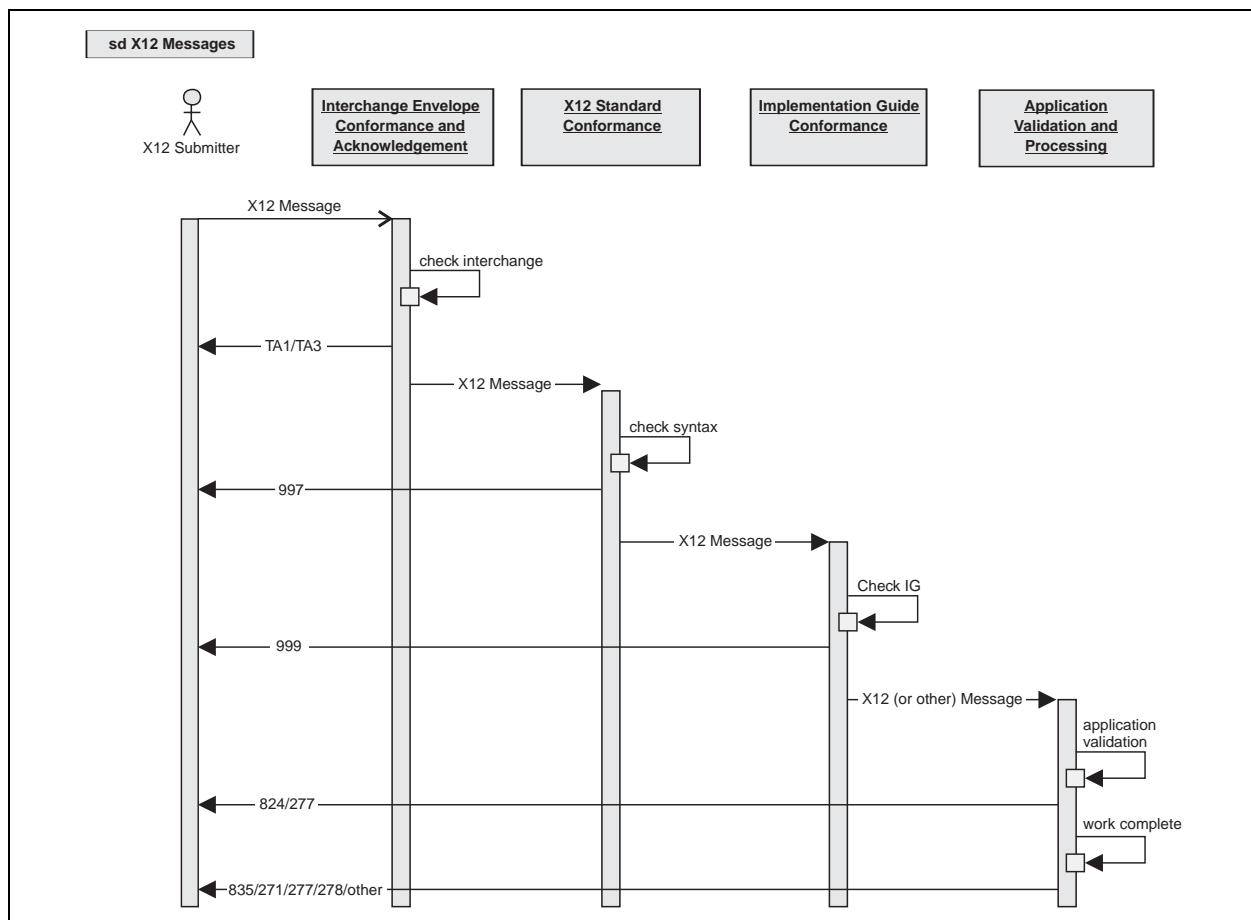 sd X12 Messages
X12 Submitter
Interchange Envelope
Conformance and
Acknowledgement
X12 Standard
Conformance
Implementation Guide
Conformance
Application
Validation and
Processing
X12 Message
check interchange
TA1/TA3
X12 Message
check syntax
997
X12 Message
Check IG
999
X12 (or other) Message
application
validation
824/277
work complete
835/271/277/278/other